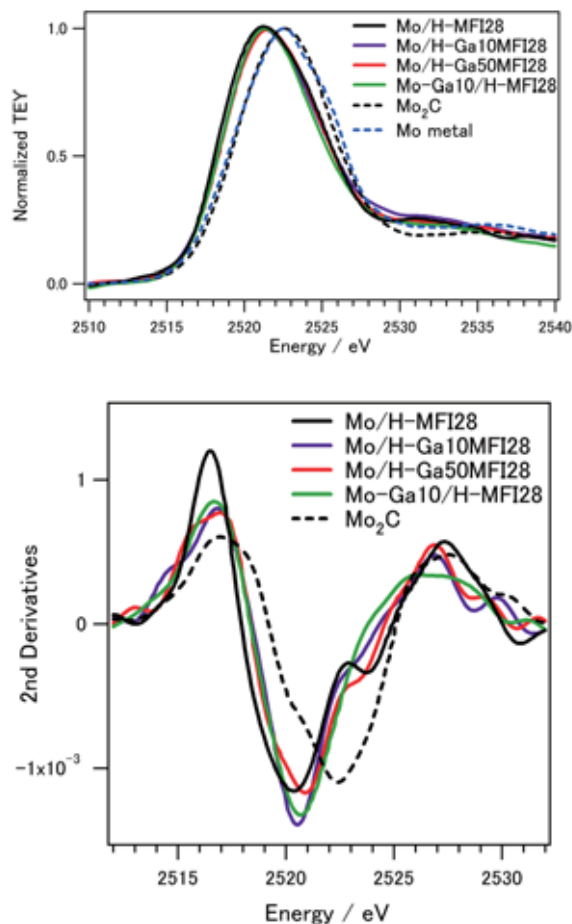 Normalized TEY
1.0
0.5
0.0
Mo/H-MFI28
Mo/H-Ga10MFI28
Mo/H-Ga50MFI28
Mo-Ga10/H-MFI28
Mo₂C
Mo metal
2510 2515 2520 2525 2530 2535 2540
Energy / eV
2nd Derivatives
1
0
-1x10⁻³
Mo/H-MFI28
Mo/H-Ga10MFI28
Mo/H-Ga50MFI28
Mo-Ga10/H-MFI28
Mo₂C
2515 2520 2525 2530
Energy / eV